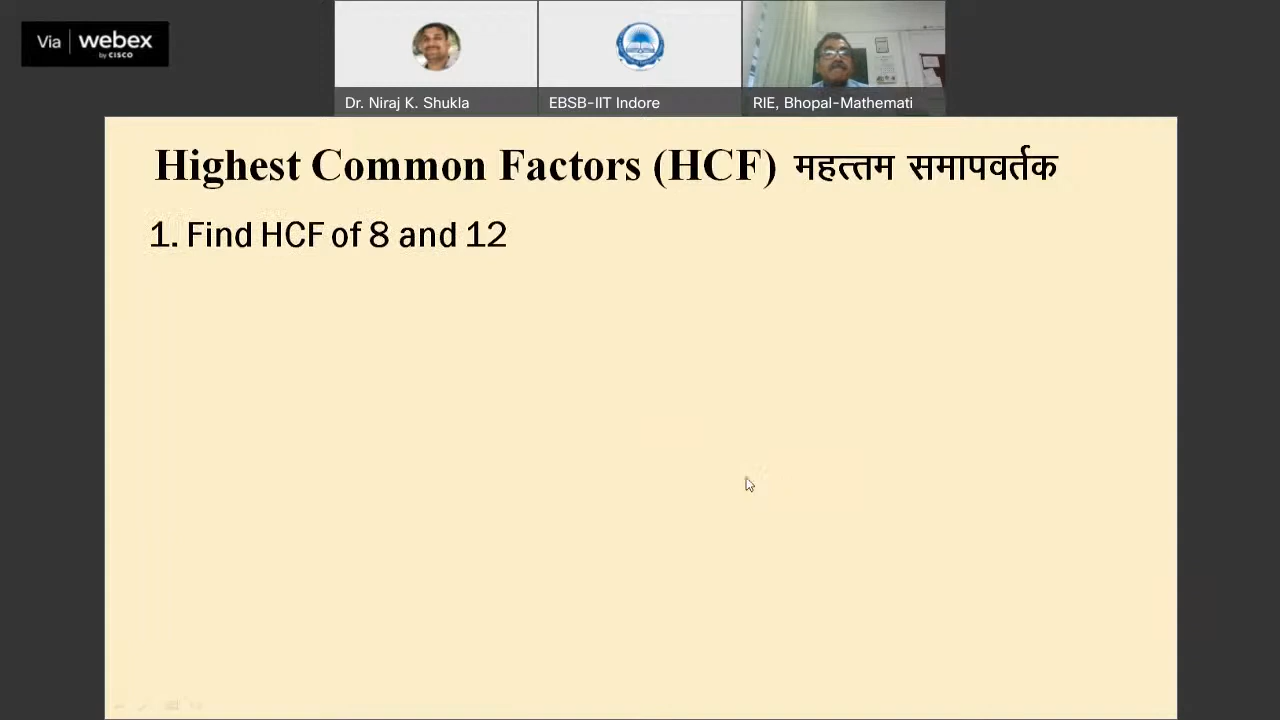 Via webex
by CISCO
Dr. Niraj K. Shukla
EBSB-IIT Indore
RIE, Bhopal-Mathemati
Highest Common Factors (HCF) महत्तम समापवर्तक
1. Find HCF of 8 and 12